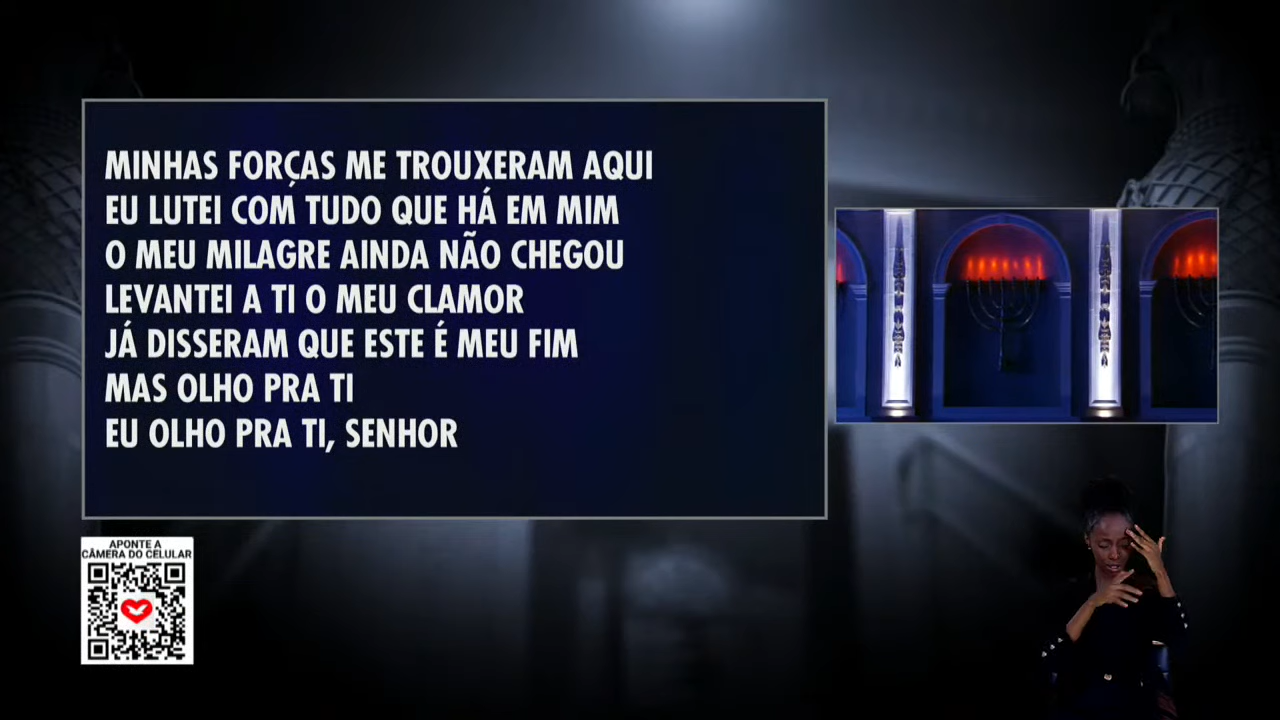 MINHAS FORÇAS ME TROUXERAM AQUI
EU LUTEI COM TUDO QUE HÁ EM MIM
O MEU MILAGRE AINDA NÃO CHEGOU
LEVANTEI A TI O MEU CLAMOR
JÁ DISSERAM QUE ESTE É MEU FIM
MAS OLHO PRA TI
EU OLHO PRA TI, SENHOR
APONTE A
CÂMERA DO CELULAR